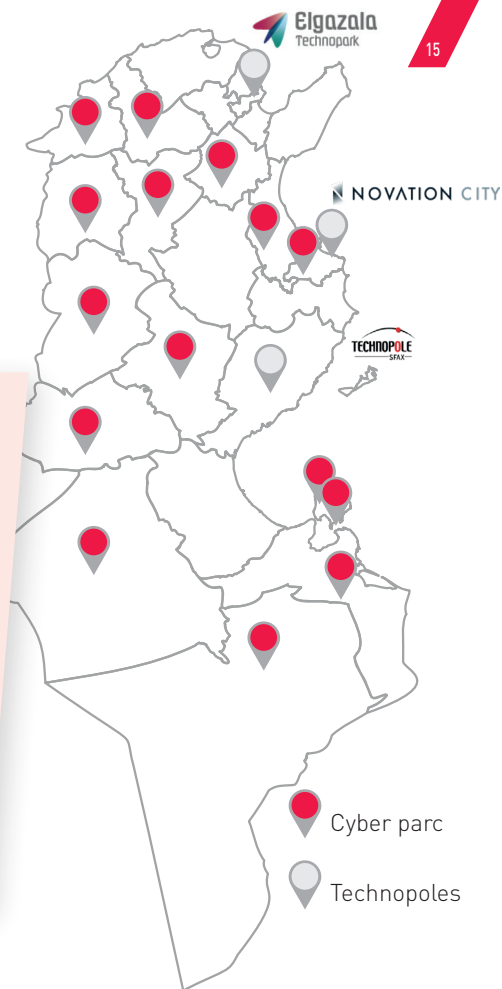 Elgazala
Technopark
15
NOVATION CITY
TECHNOPOLE
SFAX
Cyber parc
Technopoles